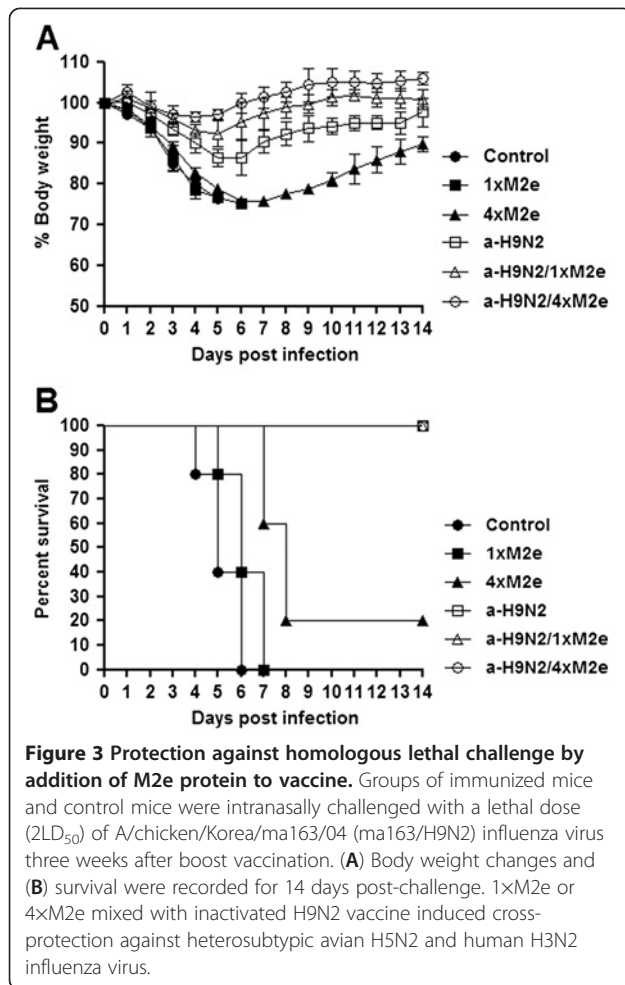 A
110
100
90
80
70
60
50
% Body weight
0 1 2 3 4 5 6 7 8 9 10 11 12 13 14
Days post infection
Control
1xM2e
4xM2e
a-H9N2
a-H9N2/1xM2e
a-H9N2/4xM2e
B
100
90
80
70
60
50
40
30
20
10
0
Percent survival
0 1 2 3 4 5 6 7 8 9 10 11 12 13 14
Days post infection
Control
1xM2e
4xM2e
a-H9N2
a-H9N2/1xM2e
a-H9N2/4xM2e
Figure 3 Protection against homologous lethal challenge by
addition of M2e protein to vaccine. Groups of immunized mice
and control mice were intranasally challenged with a lethal dose
(2LD₅₀) of A/chicken/Korea/ma163/04 (ma163/H9N2) influenza virus
three weeks after boost vaccination. (A) Body weight changes and
(B) survival were recorded for 14 days post-challenge. 1×M2e or
4×M2e mixed with inactivated H9N2 vaccine induced cross-
protection against heterosubtypic avian H5N2 and human H3N2
influenza virus.